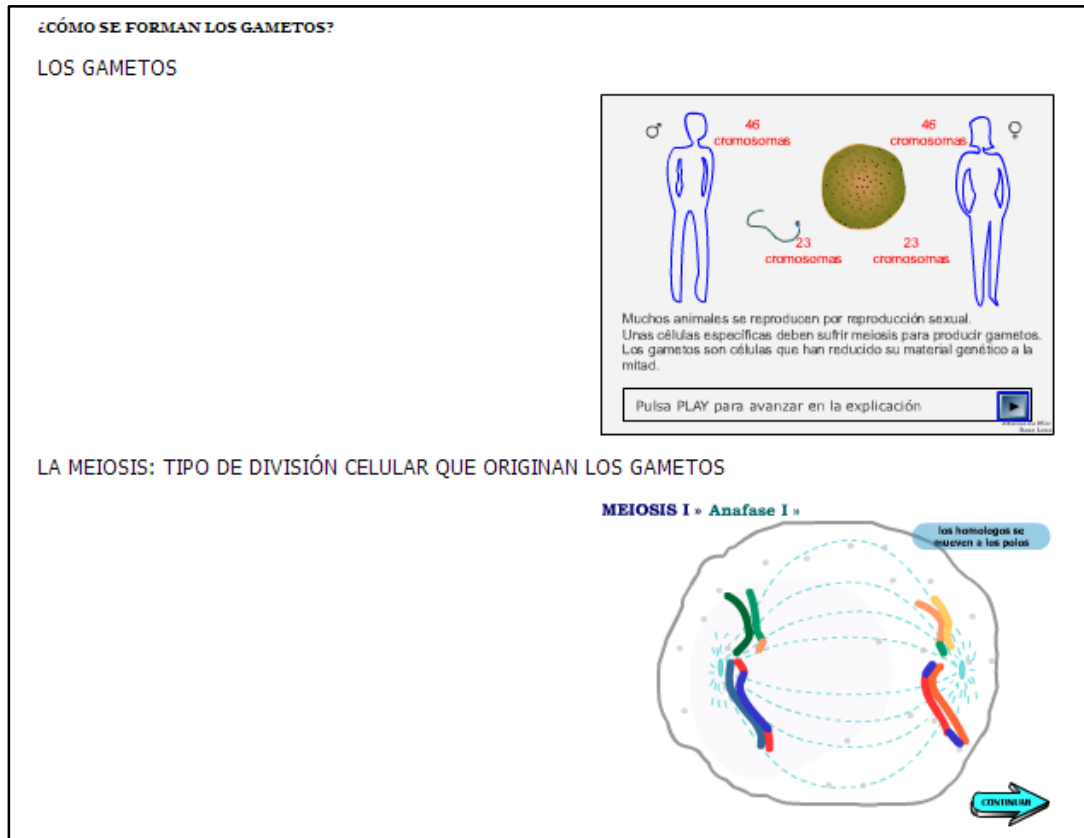 ¿CÓMO SE FORMAN LOS GAMETOS?
LOS GAMETOS
♂
46
cromosomas
46
cromosomas
♀
23
cromosomas
23
cromosomas
Muchos animales se reproducen por reproducción sexual.
Unas células específicas deben sufrir meiosis para producir gametos.
Los gametos son células que han reducido su material genético a la
mitad.
Pulsa PLAY para avanzar en la explicación
LA MEIOSIS: TIPO DE DIVISIÓN CELULAR QUE ORIGINAN LOS GAMETOS
MEIOSIS I » Anafase I »
los homologos se
mueven a los polos
CONTINUAR